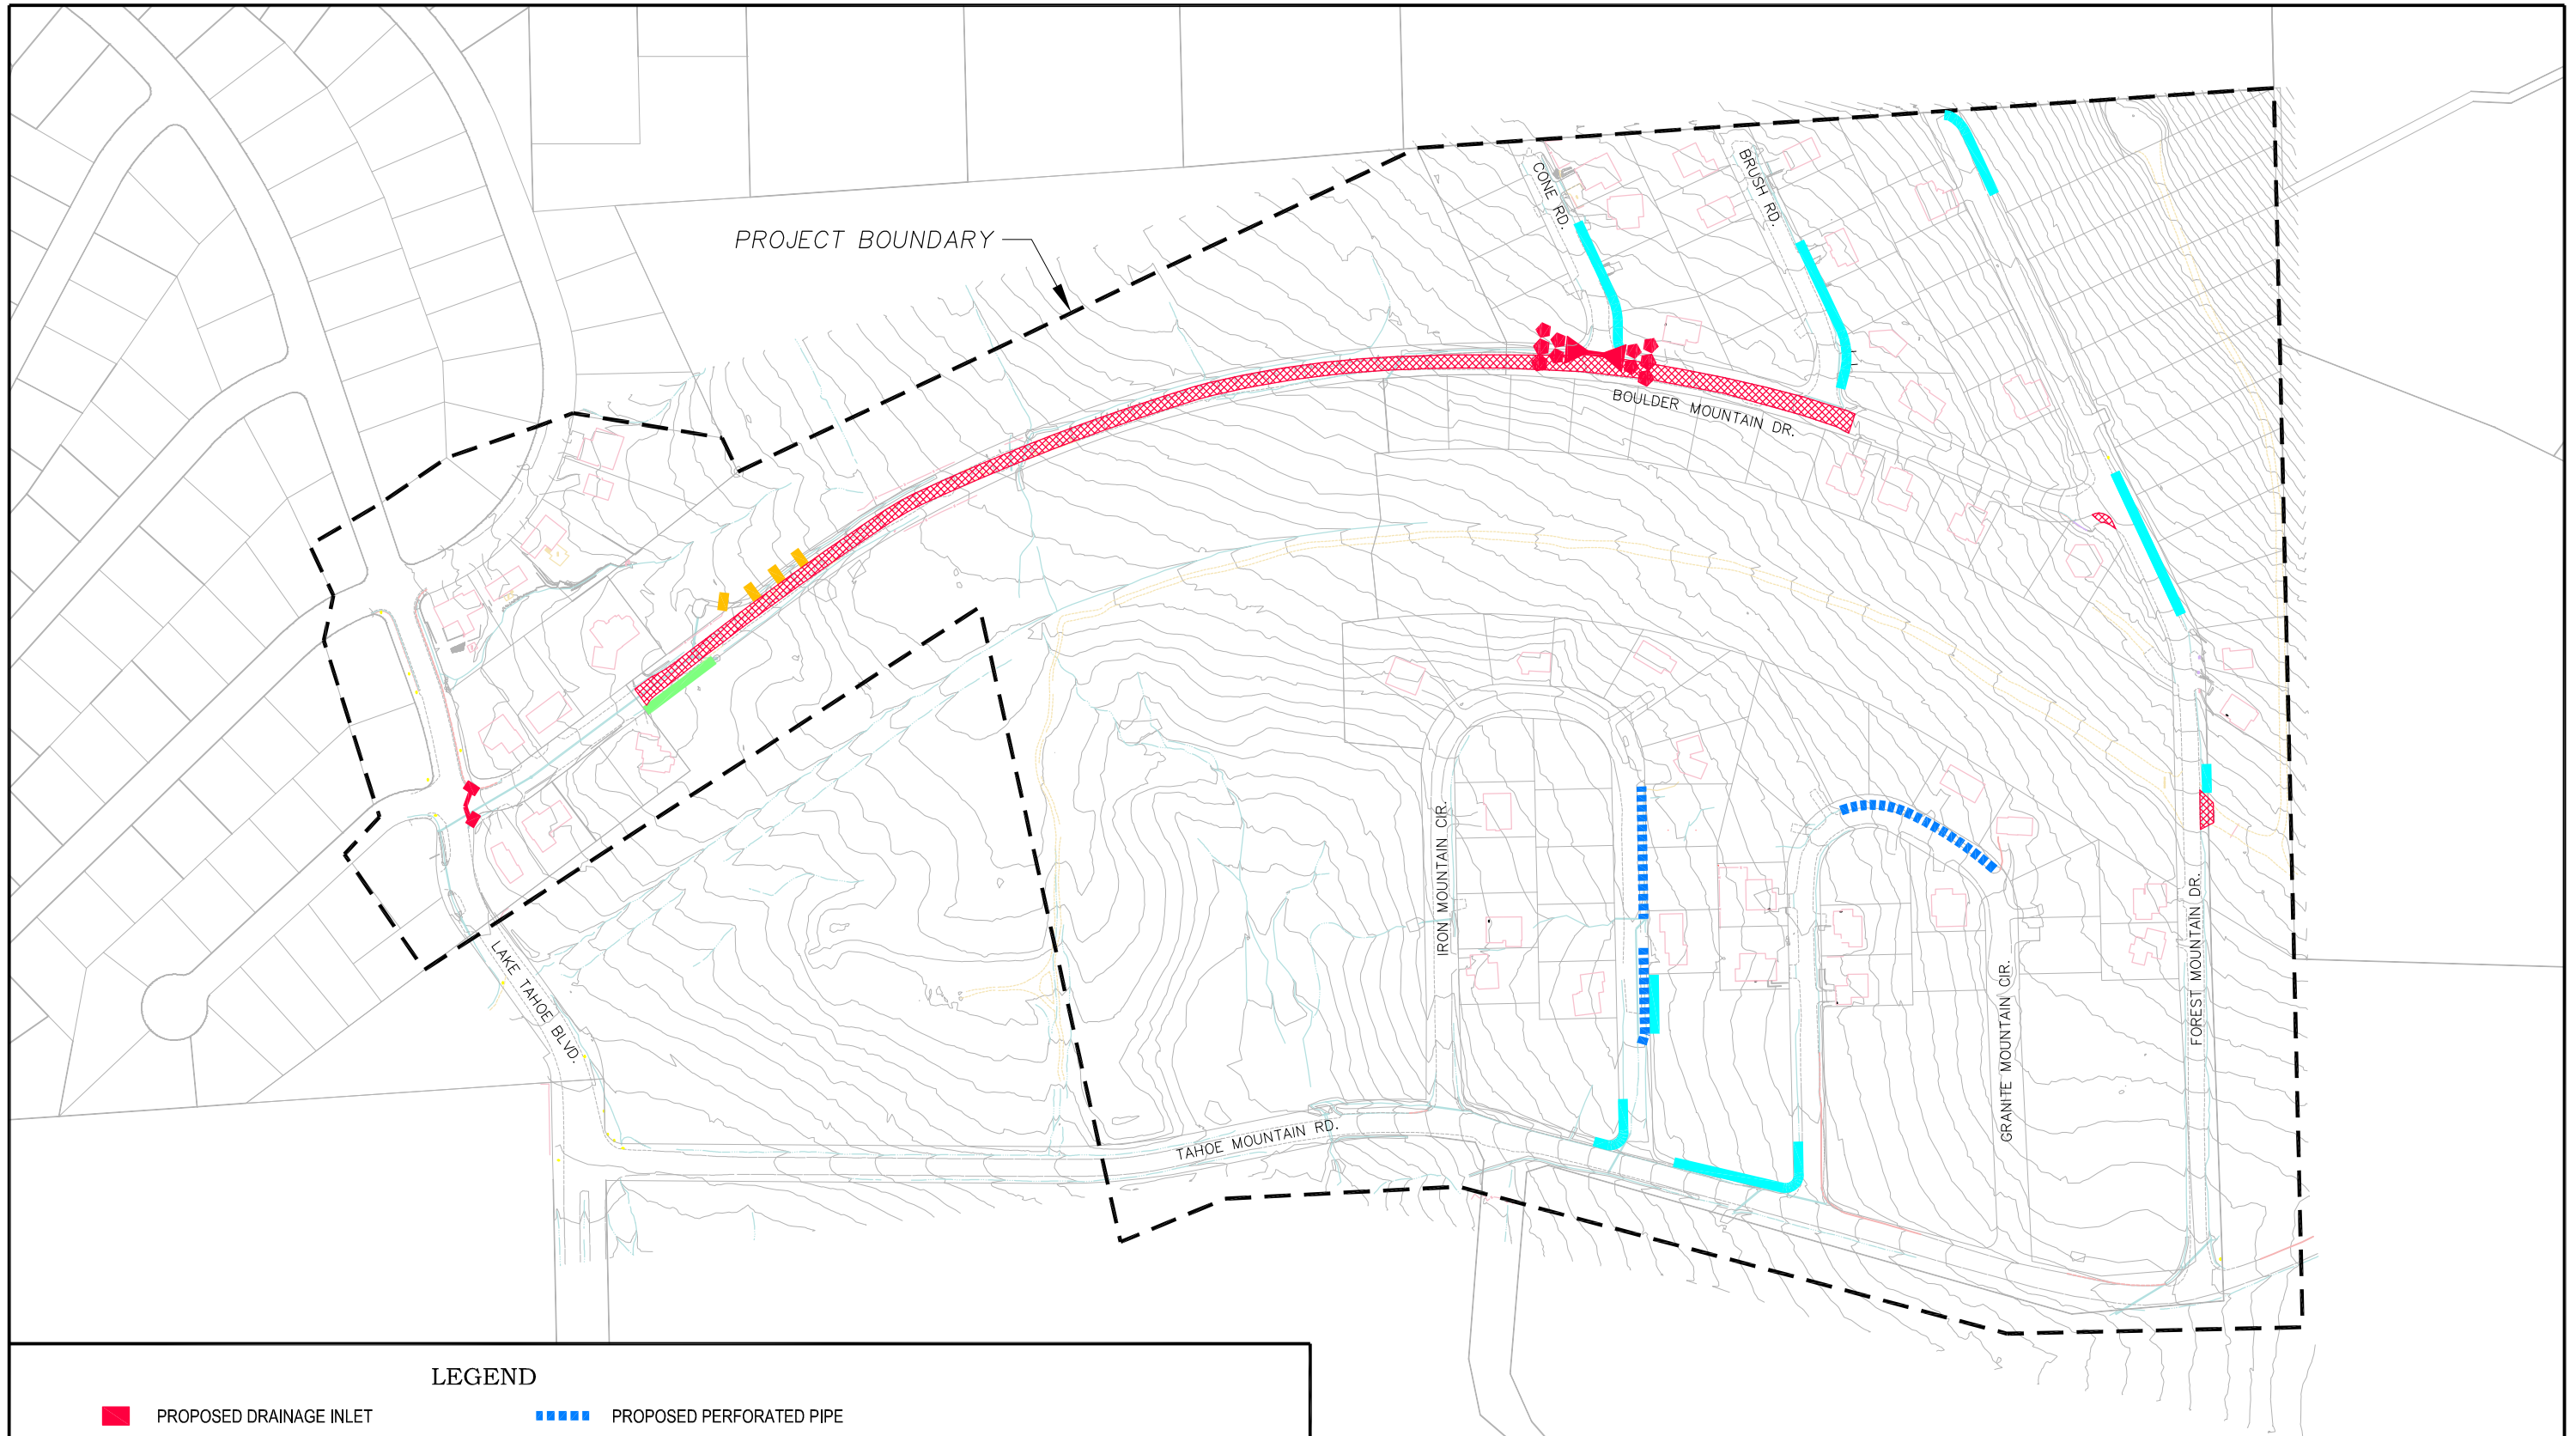 CONE RD.
BRUSH RD.
PROJECT BOUNDARY
BOULDER MOUNTAIN DR.
IRON MOUNTAIN CIR.
GRANITE MOUNTAIN CIR.
FOREST MOUNTAIN DR.
LAKE TAHOE BLVD.
TAHOE MOUNTAIN RD.
LEGEND
PROPOSED DRAINAGE INLET
PROPOSED PERFORATED PIPE